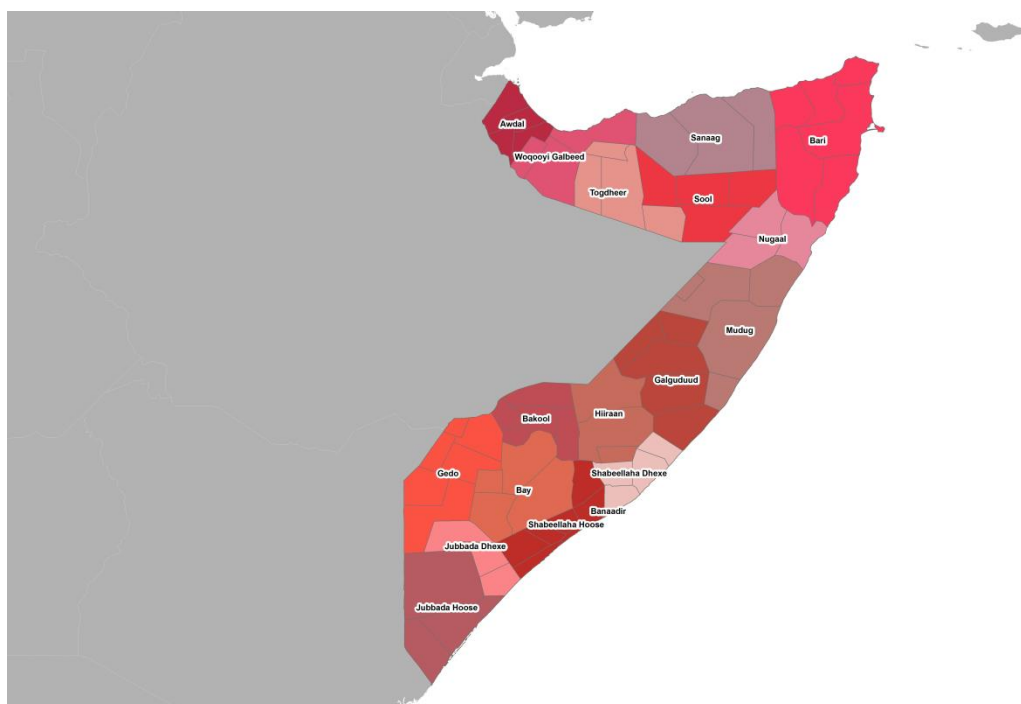 Awdal
Sanaag
Bari
Woqooyi Galbeed
Togdheer
Sool
Nugaal
Mudug
Galguduud
Hiiraan
Bakool
Gedo
Shabeellaha Dhexe
Bay
Banaadir
Shabeellaha Hoose
Jubbada Dhexe
Jubbada Hoose